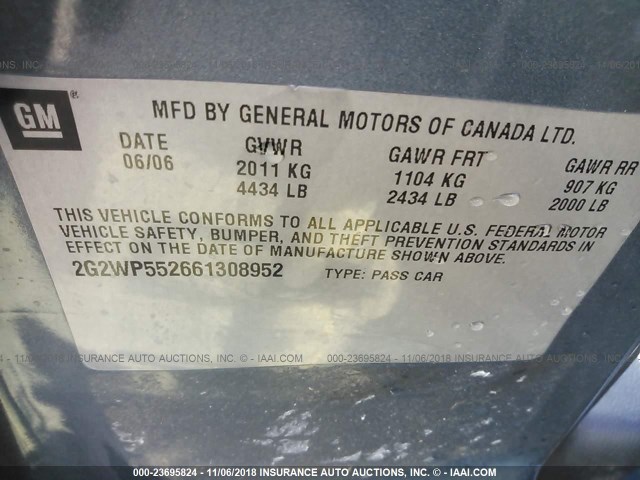 GM®
MFD BY GENERAL MOTORS OF CANADA LTD.
DATE GVWR GAWR FRT GAWR RR
06/06 2011 KG 1104 KG 907 KG
4434 LB 2434 LB 2000 LB
THIS VEHICLE CONFORMS TO ALL APPLICABLE U.S. FEDERAL MOTOR
VEHICLE SAFETY, BUMPER, AND THEFT PREVENTION STANDARDS IN
EFFECT ON THE DATE OF MANUFACTURE SHOWN ABOVE.
2G2WP552661308952 TYPE: PASS CAR
000-23695824 - 11/06/2018 INSURANCE AUTO AUCTIONS, INC. © - IAAI.COM